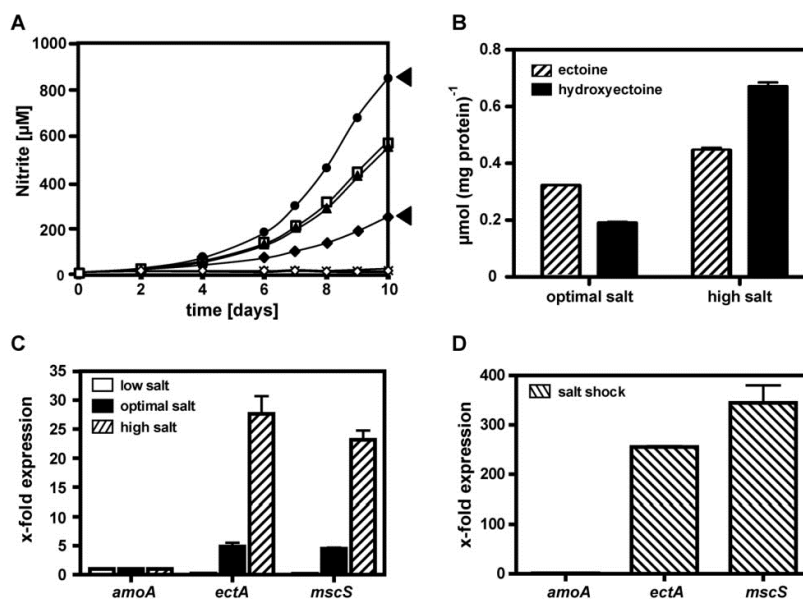 A
1000
800
600
400
200
0
Nitrite [µM]
0 2 4 6 8 10
time [days]
B
0.8
0.6
0.4
0.2
0
µmol (mg protein)⁻¹
ectoine
hydroxyectoine
optimal salt high salt
C
35
30
25
20
15
10
5
0
x-fold expression
low salt
optimal salt
high salt
amoA ectA mscS
D
400
300
200
100
0
x-fold expression
salt shock
amoA ectA mscS